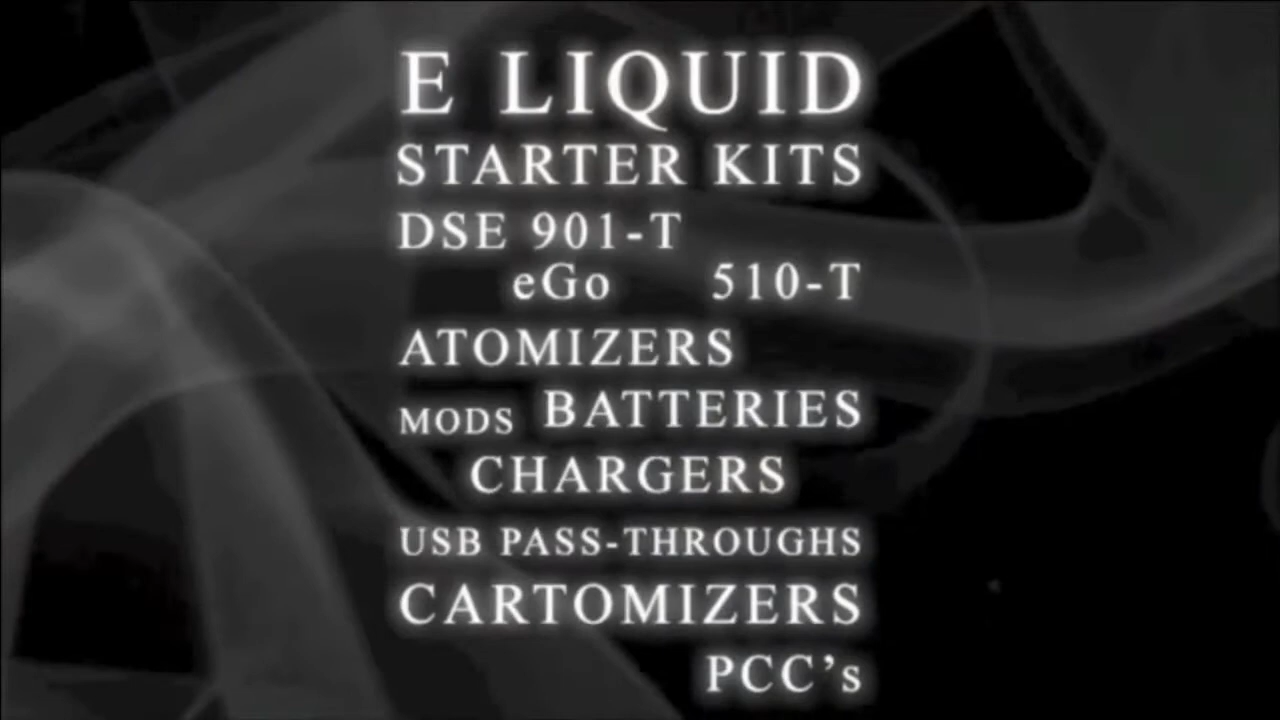 E LIQUID
STARTER KITS
DSE 901-T
eGo 510-T
ATOMIZERS
MODS BATTERIES
CHARGERS
USB PASS-THROUGHS
CARTOMIZERS
PCC’s